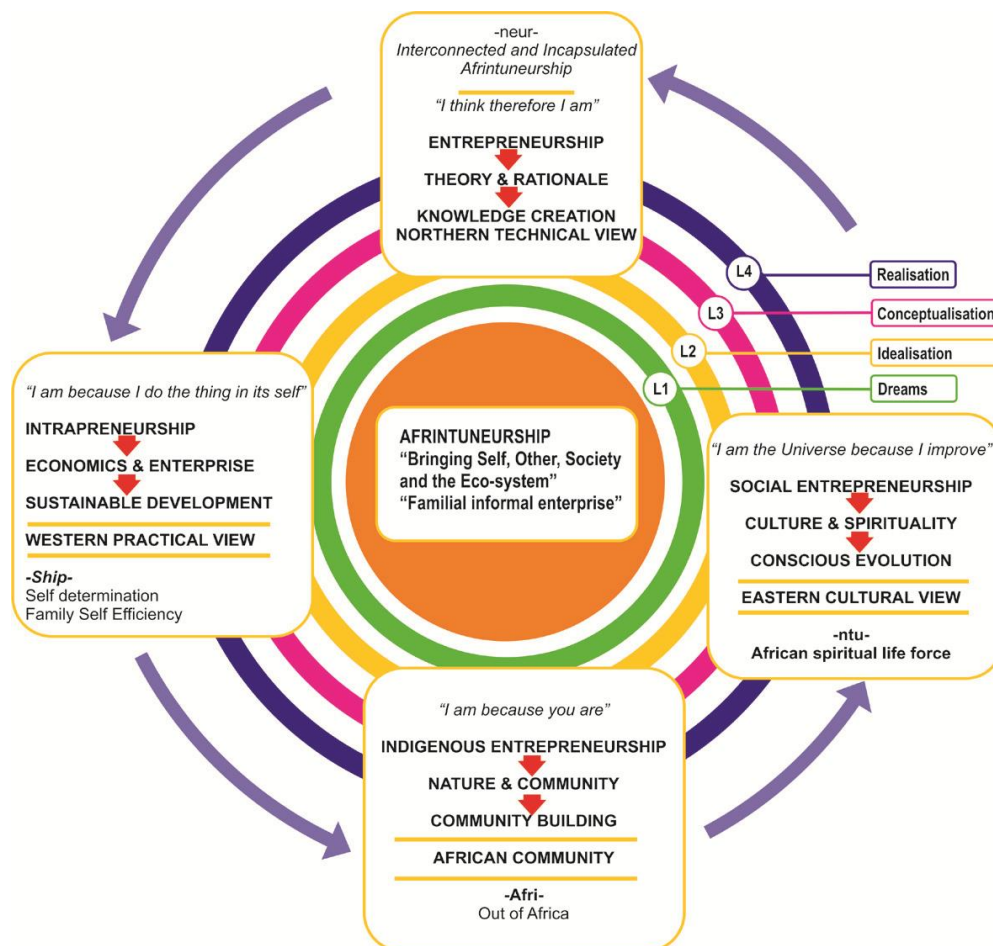 -neur-
Interconnected and Incapsulated
Afrintuneurship
“I think therefore I am”
ENTREPRENEURSHIP
THEORY & RATIONALE
KNOWLEDGE CREATION
NORTHERN TECHNICAL VIEW
L4
Realisation
L3
Conceptualisation
L2
Idealisation
L1
Dreams
“I am because I do the thing in its self”
INTRAPRENEURSHIP
ECONOMICS & ENTERPRISE
SUSTAINABLE DEVELOPMENT
WESTERN PRACTICAL VIEW
-Ship-
Self determination
Family Self Efficiency
AFRINTUNEURSHIP
“Bringing Self, Other, Society
and the Eco-system”
“Familial informal enterprise”
“I am the Universe because I improve”
SOCIAL ENTREPRENEURSHIP
CULTURE & SPIRITUALITY
CONSCIOUS EVOLUTION
EASTERN CULTURAL VIEW
-ntu-
African spiritual life force
“I am because you are”
INDIGENOUS ENTREPRENEURSHIP
NATURE & COMMUNITY
COMMUNITY BUILDING
AFRICAN COMMUNITY
-Afri-
Out of Africa